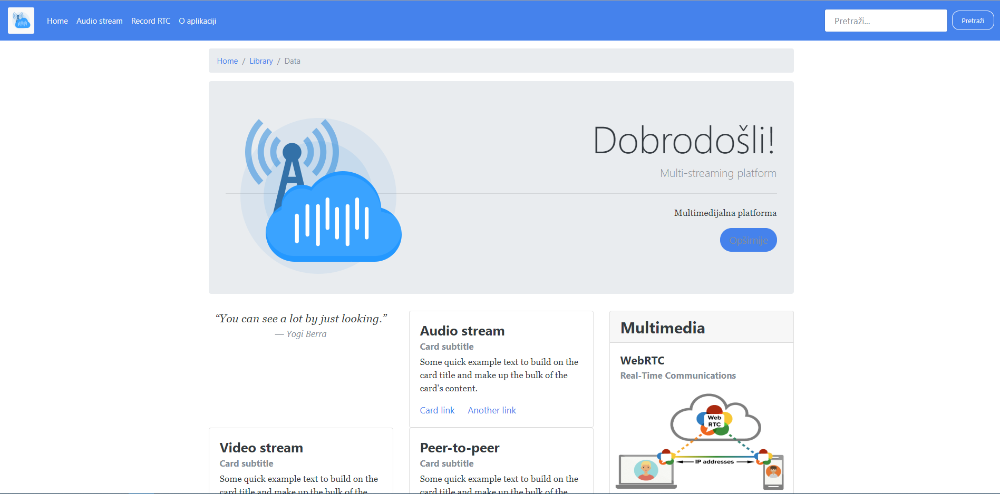 Home Audio stream Record RTC O aplikaciji Pretraži... Pretraži
Home / Library / Data
Dobrodošli!
Multi-streaming platform
Multimedijalna platforma
Opširnije
“You can see a lot by just looking.”
— Yogi Berra
Audio stream
Card subtitle
Some quick example text to build on the
card title and make up the bulk of the
card's content.
Card link Another link
Multimedia
WebRTC
Real-Time Communications
Web
RTC
IP addresses
Video stream
Card subtitle
Some quick example text to build on the
card title and make up the bulk of the
Peer-to-peer
Card subtitle
Some quick example text to build on the
card title and make up the bulk of the